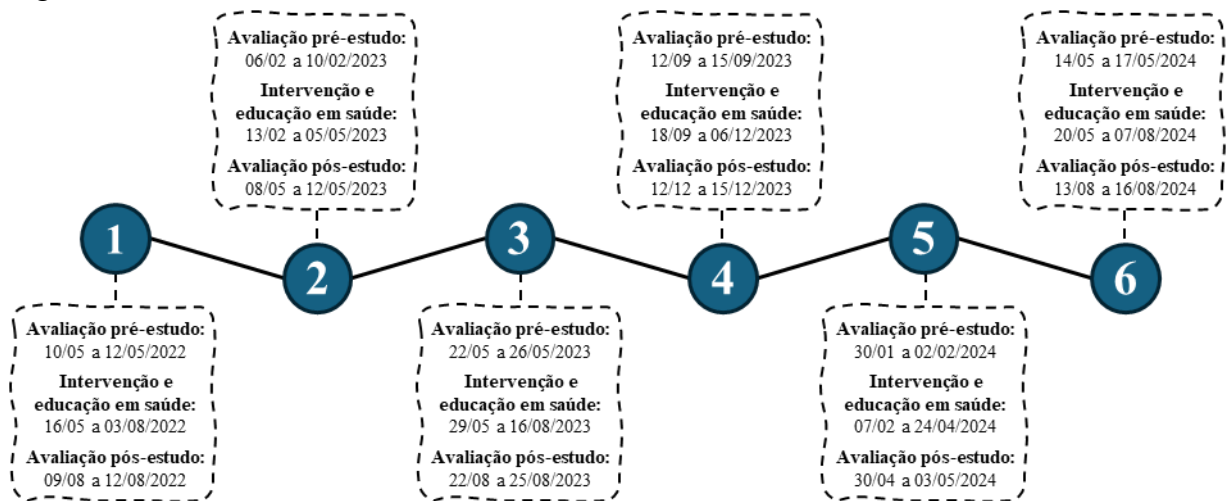 Avaliação pré-estudo:
06/02 a 10/02/2023
Intervenção e
educação em saúde:
13/02 a 05/05/2023
Avaliação pós-estudo:
08/05 a 12/05/2023
Avaliação pré-estudo:
12/09 a 15/09/2023
Intervenção e
educação em saúde:
18/09 a 06/12/2023
Avaliação pós-estudo:
12/12 a 15/12/2023
Avaliação pré-estudo:
14/05 a 17/05/2024
Intervenção e
educação em saúde:
20/05 a 07/08/2024
Avaliação pós-estudo:
13/08 a 16/08/2024
1
2
3
4
5
6
Avaliação pré-estudo:
10/05 a 12/05/2022
Intervenção e
educação em saúde:
16/05 a 03/08/2022
Avaliação pós-estudo:
09/08 a 12/08/2022
Avaliação pré-estudo:
22/05 a 26/05/2023
Intervenção e
educação em saúde:
29/05 a 16/08/2023
Avaliação pós-estudo:
22/08 a 25/08/2023
Avaliação pré-estudo:
30/01 a 02/02/2024
Intervenção e
educação em saúde:
07/02 a 24/04/2024
Avaliação pós-estudo:
30/04 a 03/05/2024